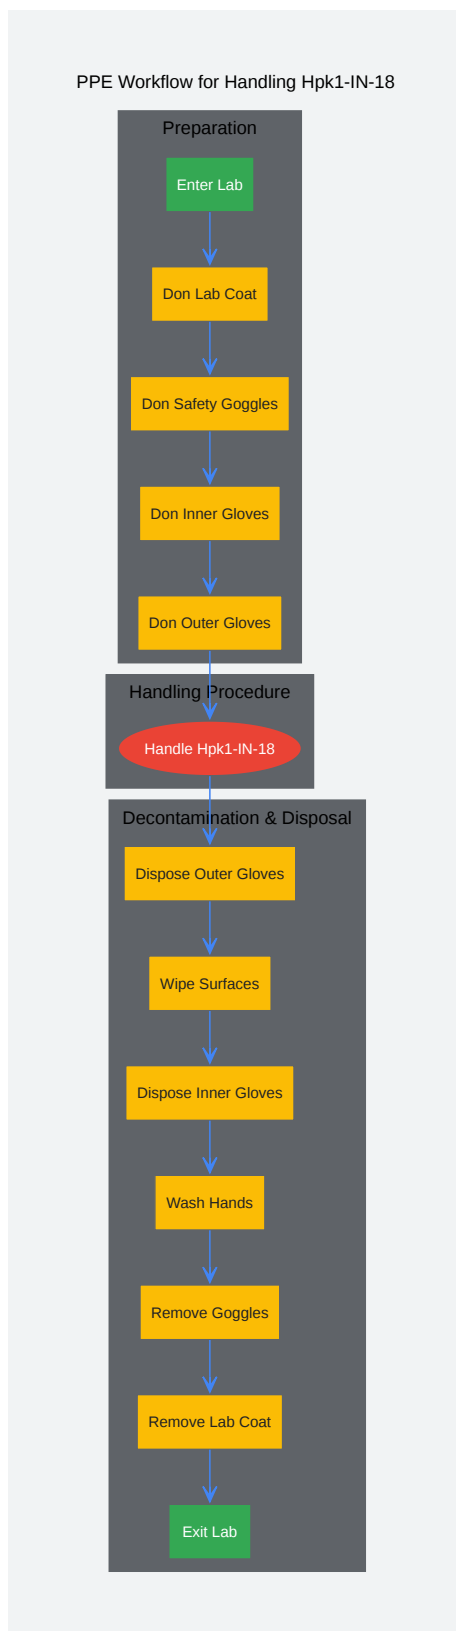 PPE Workflow for Handling Hpk1-IN-18
Preparation
Enter Lab
Don Lab Coat
Don Safety Goggles
Don Inner Gloves
Don Outer Gloves
Handling Procedure
Handle Hpk1-IN-18
Decontamination & Disposal
Dispose Outer Gloves
Wipe Surfaces
Dispose Inner Gloves
Wash Hands
Remove Goggles
Remove Lab Coat
Exit Lab